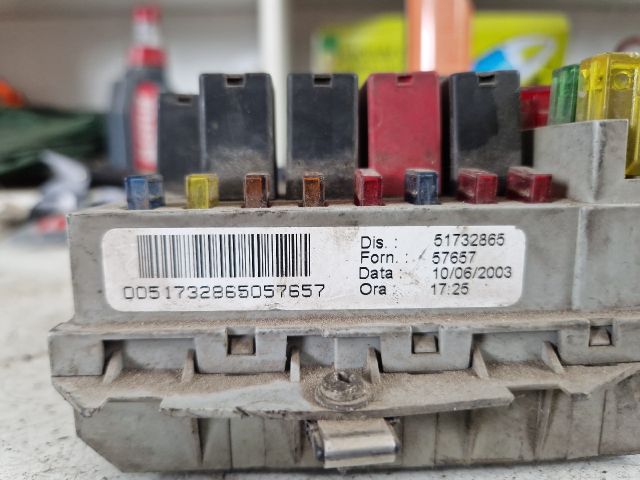 Dis. : 51732865
Forn. : 57657
Data : 10/06/2003
Ora : 17:25
0051732865057657